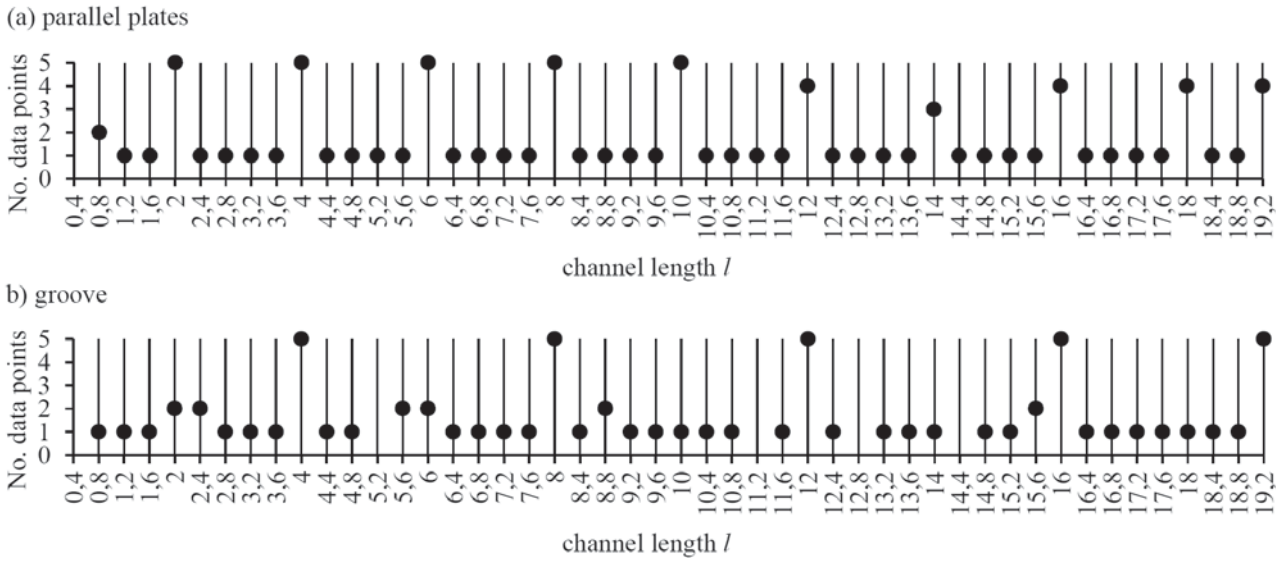 (a) parallel plates
No. data points
5
4
3
2
1
0
0,4 0,8 1,2 1,6 2 2,4 2,8 3,2 3,6 4 4,4 4,8 5,2 5,6 6 6,4 6,8 7,2 7,6 8 8,4 8,8 9,2 9,6 10 10,4 10,8 11,2 11,6 12 12,4 12,8 13,2 13,6 14 14,4 14,8 15,2 15,6 16 16,4 16,8 17,2 17,6 18 18,4 18,8 19,2
channel length l
b) groove
No. data points
5
4
3
2
1
0
0,4 0,8 1,2 1,6 2 2,4 2,8 3,2 3,6 4 4,4 4,8 5,2 5,6 6 6,4 6,8 7,2 7,6 8 8,4 8,8 9,2 9,6 10 10,4 10,8 11,2 11,6 12 12,4 12,8 13,2 13,6 14 14,4 14,8 15,2 15,6 16 16,4 16,8 17,2 17,6 18 18,4 18,8 19,2
channel length l